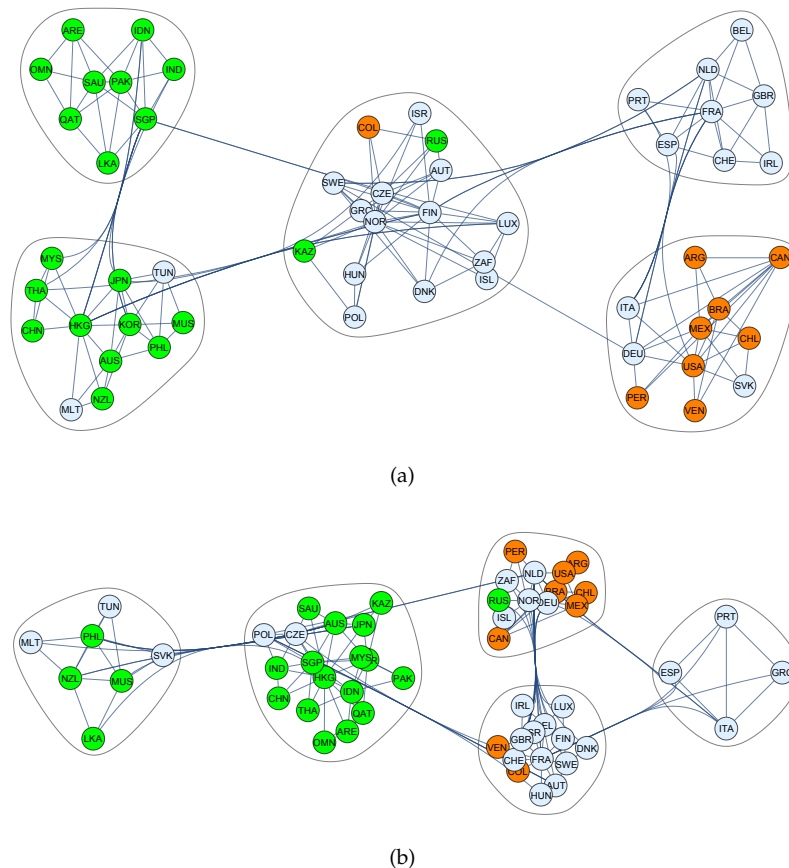 ARE
IDN
OMN
SAU
PAK
IND
QAT
SGP
LKA
MYS
TUN
THA
JPN
CHN
HKG
KOR
MUS
AUS
PHL
NZL
MLT
ISR
COL
RUS
AUT
SWE
CZE
GRC
NOR
FIN
LUX
KAZ
ZAF
HUN
ISL
DNK
POL
BEL
NLD
PRT
GBR
FRA
ESP
CHE
IRL
ARG
CAN
ITA
BRA
MEX
CHL
DEU
USA
SVK
PER
VEN
(a)
TUN
MLT
PHL
SVK
NZL
MUS
LKA
SAU
KAZ
AUS
JPN
POL
CZE
MYS
IND
SGP
HKG
PAK
CHN
IDN
THA
QAT
ARE
OMN
PER
ARG
NLD
USA
ZAF
BRA
CHL
RUS
NOR
DEU
MEX
ISL
CAN
IRL
LUX
GBR
FIN
VEN
DNK
CHE
FRA
SWE
COL
AUT
HUN
PRT
ESP
GRC
ITA
(b)